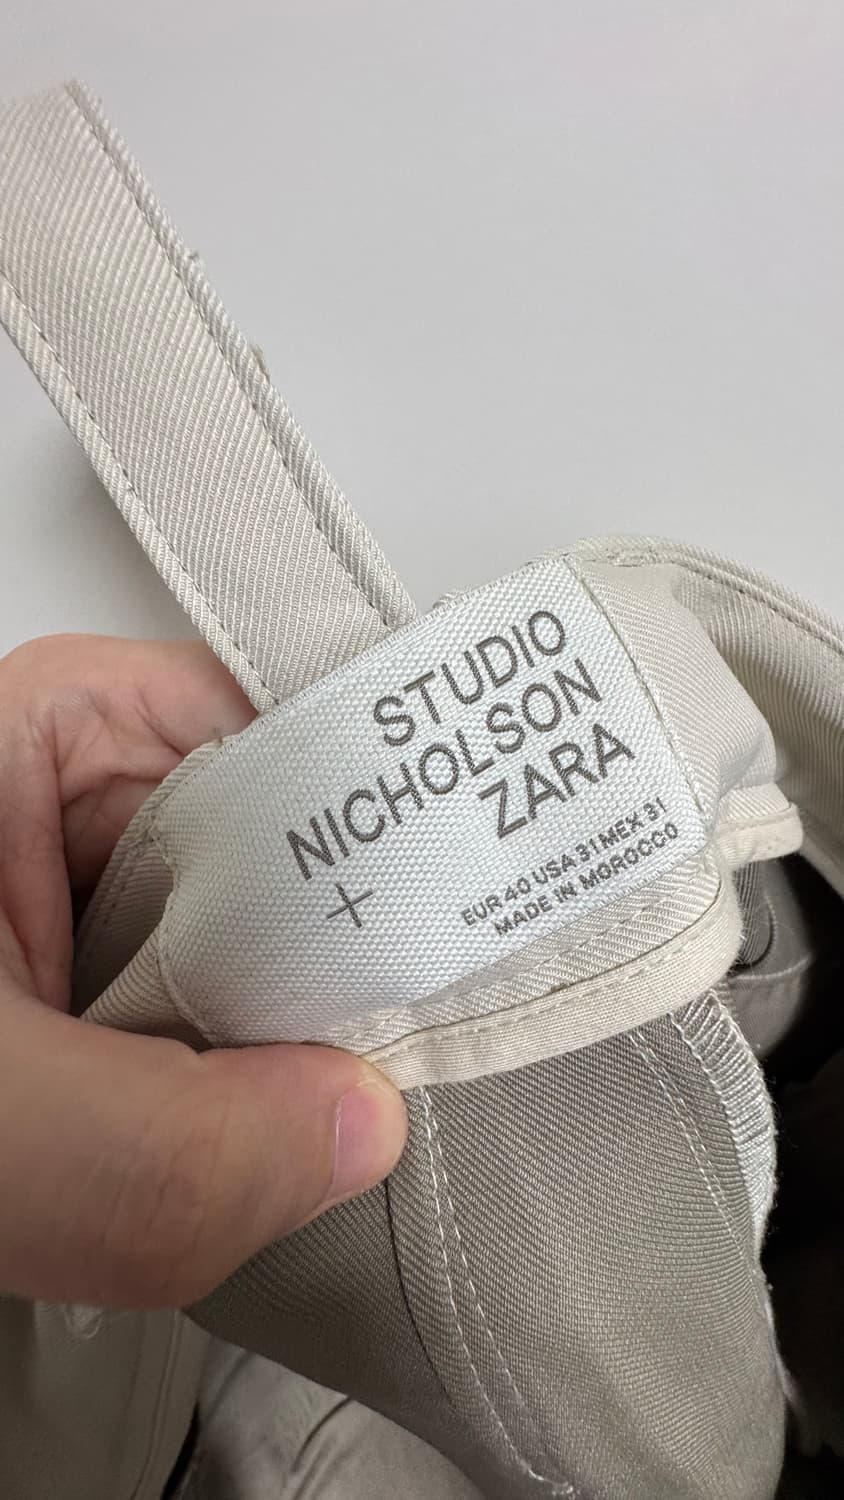 STUDIO
NICHOLSON
+ ZARA
EUR 40 USA 31 MEX 31
MADE IN MOROCCO